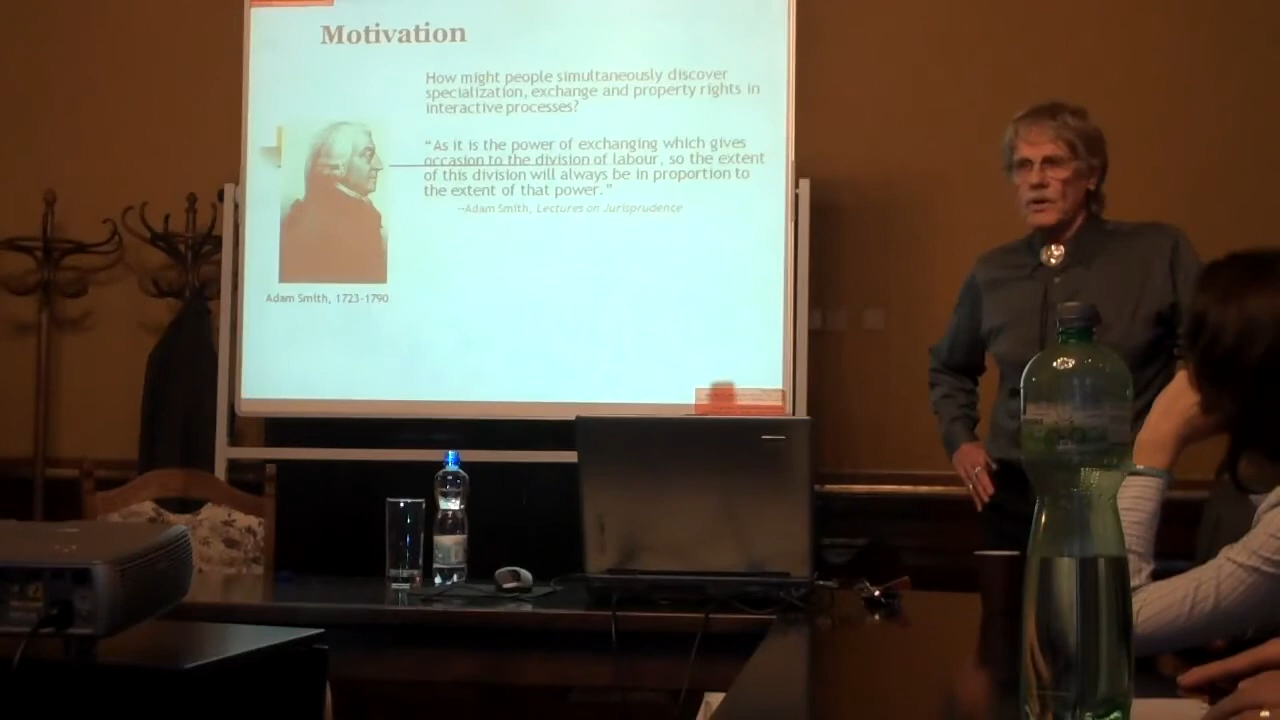 Motivation
How might people simultaneously discover
specialization, exchange and property rights in
interactive processes?
“As it is the power of exchanging which gives
occasion to the division of labour, so the extent
of this division will always be in proportion to
the extent of that power.”
--Adam Smith, Lectures on Jurisprudence
Adam Smith, 1723-1790